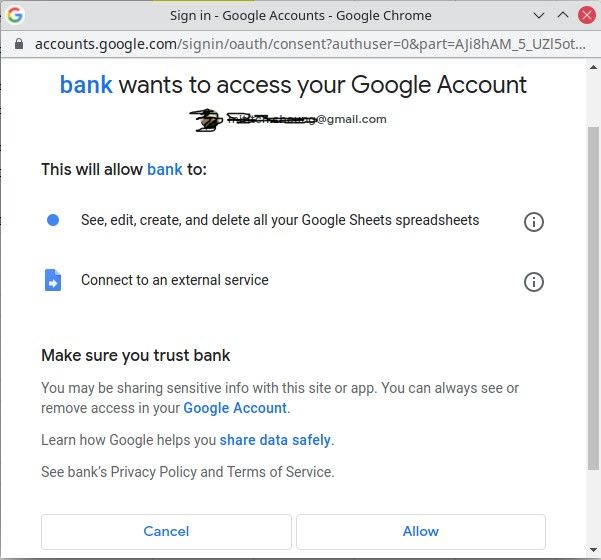 Sign in - Google Accounts - Google Chrome
accounts.google.com/signin/oauth/consent?authuser=0&part=AJi8hAM_5_UZl5ot...
bank wants to access your Google Account
@gmail.com
This will allow bank to:
See, edit, create, and delete all your Google Sheets spreadsheets
Connect to an external service
Make sure you trust bank
You may be sharing sensitive info with this site or app. You can always see or
remove access in your Google Account.
Learn how Google helps you share data safely.
See bank's Privacy Policy and Terms of Service.
Cancel
Allow